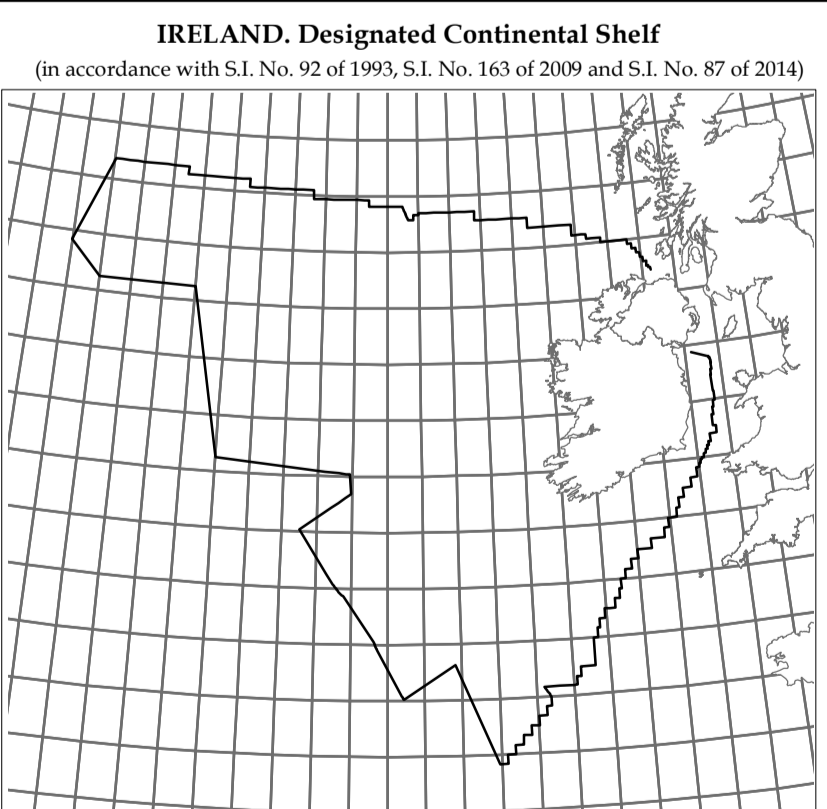 IRELAND. Designated Continental Shelf
(in accordance with S.I. No. 92 of 1993, S.I. No. 163 of 2009 and S.I. No. 87 of 2014)